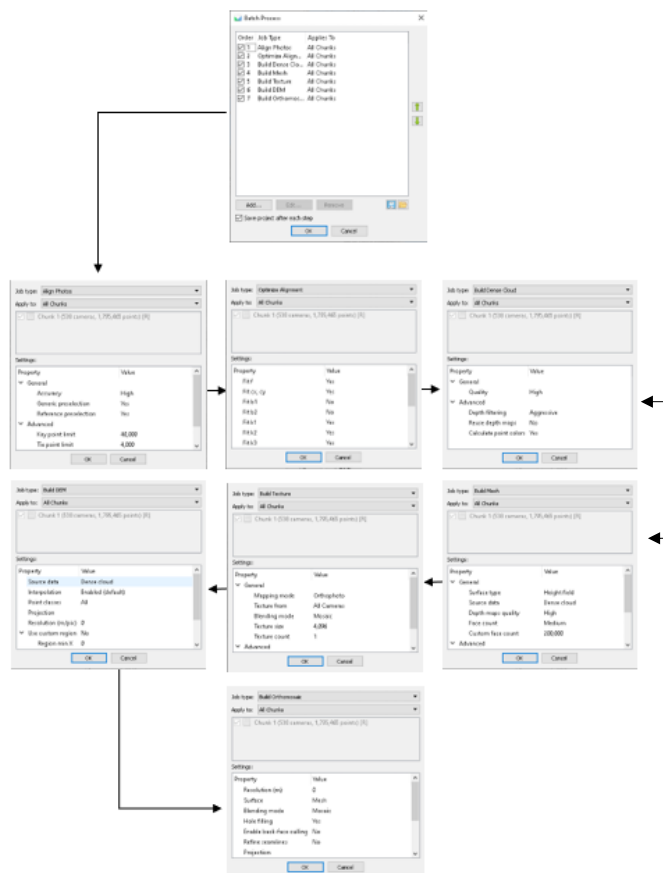 Batch Process
Order Job Type Applies To
1 Align Photos All Chunks
2 Optimize Align... All Chunks
3 Build Dense Clo... All Chunks
4 Build Mesh All Chunks
5 Build Texture All Chunks
6 Build DEM All Chunks
7 Build Orthomos... All Chunks
Add... Edit... Remove
Save project after each step
OK Cancel
Job type: Align Photos
Apply to: All Chunks
Chunk 1 (530 cameras, 1,795,465 points) [R]
Settings:
Property Value
General
Accuracy High
Generic preselection Yes
Reference preselection Yes
Advanced
Key point limit 40,000
Tie point limit 4,000
OK Cancel
Job type: Optimize Alignment
Apply to: All Chunks
Chunk 1 (530 cameras, 1,795,465 points) [R]
Settings:
Property Value
Fit f Yes
Fit cx, cy Yes
Fit b1 No
Fit b2 No
Fit k1 Yes
Fit k2 Yes
Fit k3 Yes
OK Cancel
Job type: Build Dense Cloud
Apply to: All Chunks
Chunk 1 (530 cameras, 1,795,465 points) [R]
Settings:
Property Value
General
Quality High
Advanced
Depth filtering Aggressive
Reuse depth maps No
Calculate point colors Yes
OK Cancel
Job type: Build DEM
Apply to: All Chunks
Chunk 1 (530 cameras, 1,795,465 points) [R]
Settings:
Property Value
Source data Dense cloud
Interpolation Enabled (default)
Point classes All
Projection
Resolution (m/pix) 0
Use custom region No
Region min X 0
OK Cancel
Job type: Build Texture
Apply to: All Chunks
Chunk 1 (530 cameras, 1,795,465 points) [R]
Settings:
Property Value
General
Mapping mode Orthophoto
Texture from All Cameras
Blending mode Mosaic
Texture size 4,096
Texture count 1
Advanced
OK Cancel
Job type: Build Mesh
Apply to: All Chunks
Chunk 1 (530 cameras, 1,795,465 points) [R]
Settings:
Property Value
General
Surface type Height field
Source data Dense cloud
Depth maps quality High
Face count Medium
Custom face count 200,000
Advanced
OK Cancel
Job type: Build Orthomosaic
Apply to: All Chunks
Chunk 1 (530 cameras, 1,795,465 points) [R]
Settings:
Property Value
Resolution (m) 0
Surface Mesh
Blending mode Mosaic
Hole filling Yes
Enable back-face culling No
Refine seamlines No
Projection
OK Cancel